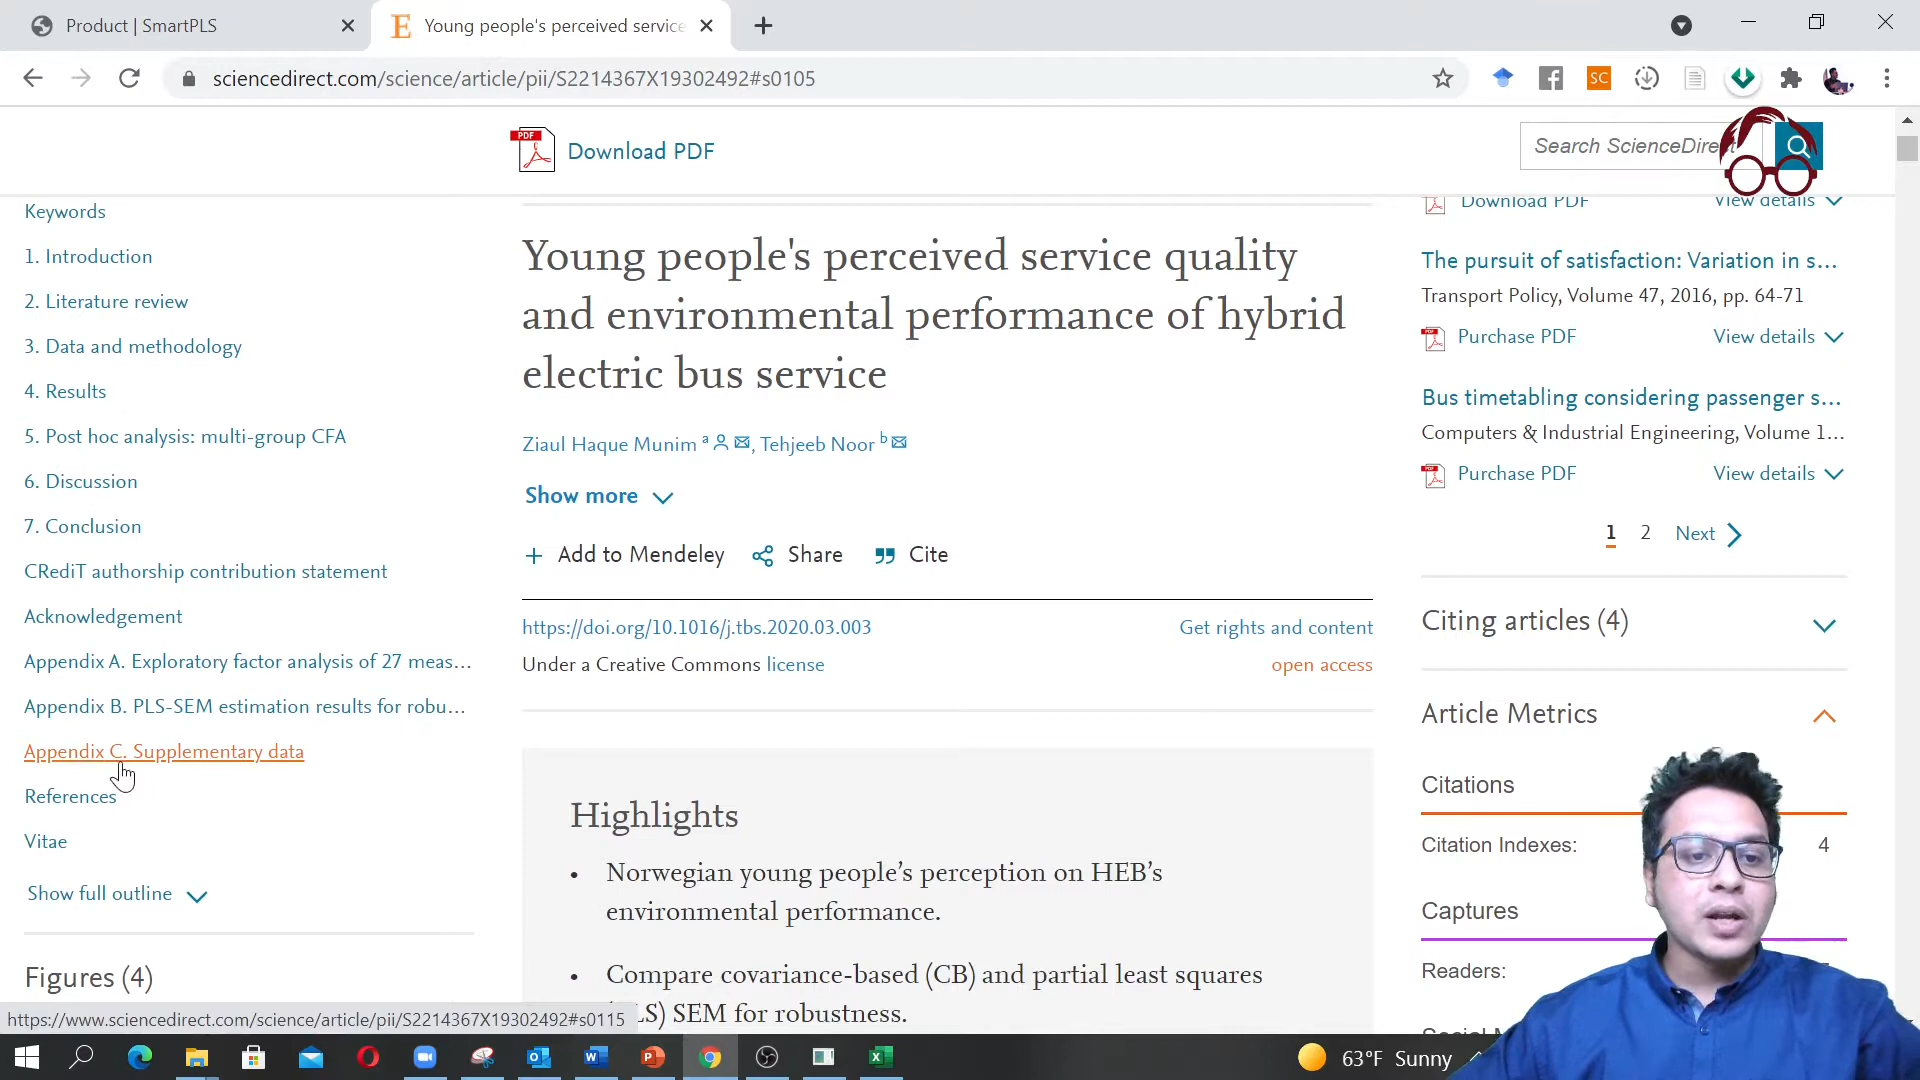 Product | SmartPLS
E Young people's perceived service
sciencedirect.com/science/article/pii/S2214367X19302492#s0105
SC
PDF
Download PDF
Search ScienceDirect
Keywords
1. Introduction
2. Literature review
3. Data and methodology
4. Results
5. Post hoc analysis: multi-group CFA
6. Discussion
7. Conclusion
CRediT authorship contribution statement
Acknowledgement
Appendix A. Exploratory factor analysis of 27 meas...
Appendix B. PLS-SEM estimation results for robu...
Appendix C. Supplementary data
References
Vitae
Show full outline
Figures (4)
https://www.sciencedirect.com/science/article/pii/S2214367X19302492#s0115
Young people's perceived service quality
and environmental performance of hybrid
electric bus service
Ziaul Haque Munim a, Tehjeeb Noor b
Show more
Add to Mendeley Share Cite
https://doi.org/10.1016/j.tbs.2020.03.003 Get rights and content
Under a Creative Commons license open access
Highlights
• Norwegian young people's perception on HEB's
environmental performance.
• Compare covariance-based (CB) and partial least squares
LS) SEM for robustness.
Download PDF View details
The pursuit of satisfaction: Variation in s...
Transport Policy, Volume 47, 2016, pp. 64-71
PDF
Purchase PDF View details
Bus timetabling considering passenger s...
Computers & Industrial Engineering, Volume 1...
PDF
Purchase PDF View details
1 2 Next
Citing articles (4)
Article Metrics
Citations
Citation Indexes: 4
Captures
Readers:
63°F Sunny